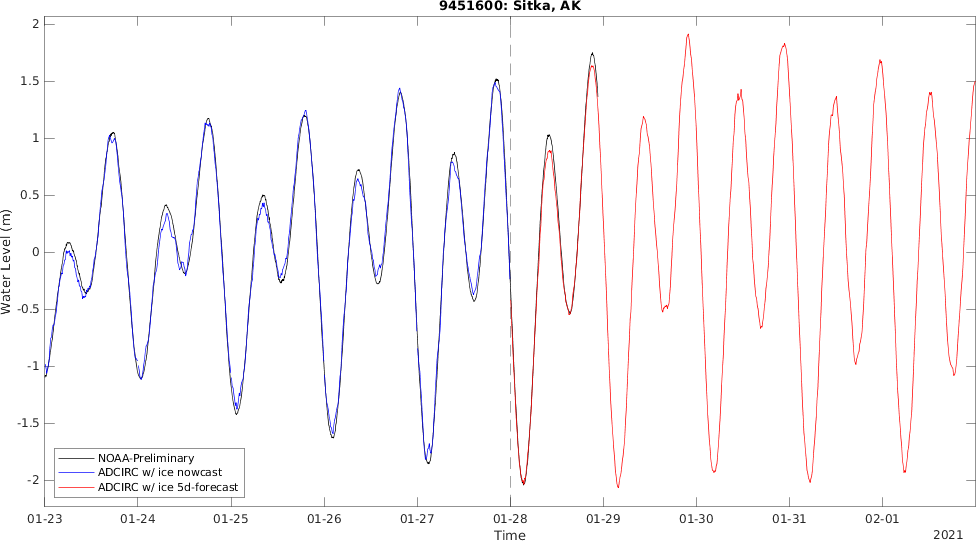 9451600: Sitka, AK
2
1.5
1
0.5
0
-0.5
-1
-1.5
-2
Water Level (m)
NOAA-Preliminary
ADCIRC w/ ice nowcast
ADCIRC w/ ice 5d-forecast
01-23 01-24 01-25 01-26 01-27 01-28 01-29 01-30 01-31 02-01
Time
2021